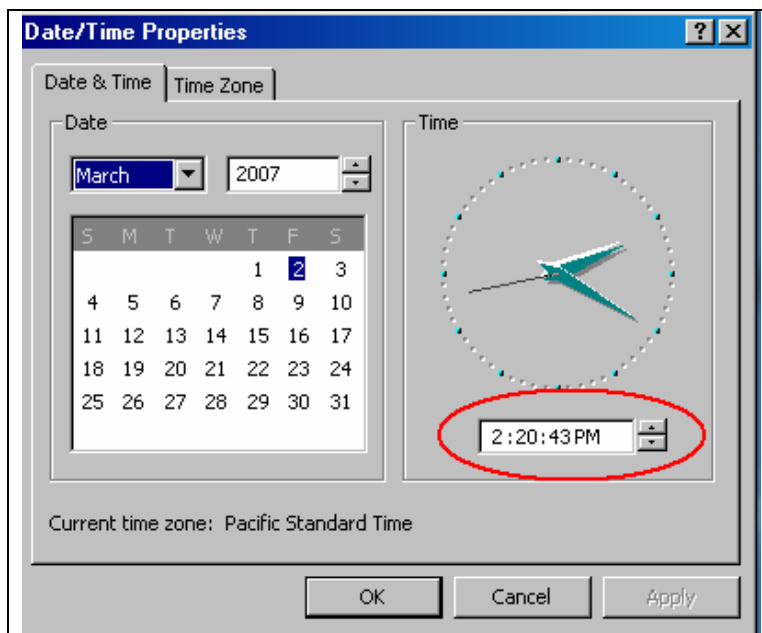 Date/Time Properties
? X
Date & Time Time Zone
Date
March 2007
S M T W T F S
1 2 3
4 5 6 7 8 9 10
11 12 13 14 15 16 17
18 19 20 21 22 23 24
25 26 27 28 29 30 31
Time
2:20:43 PM
Current time zone: Pacific Standard Time
OK Cancel Apply